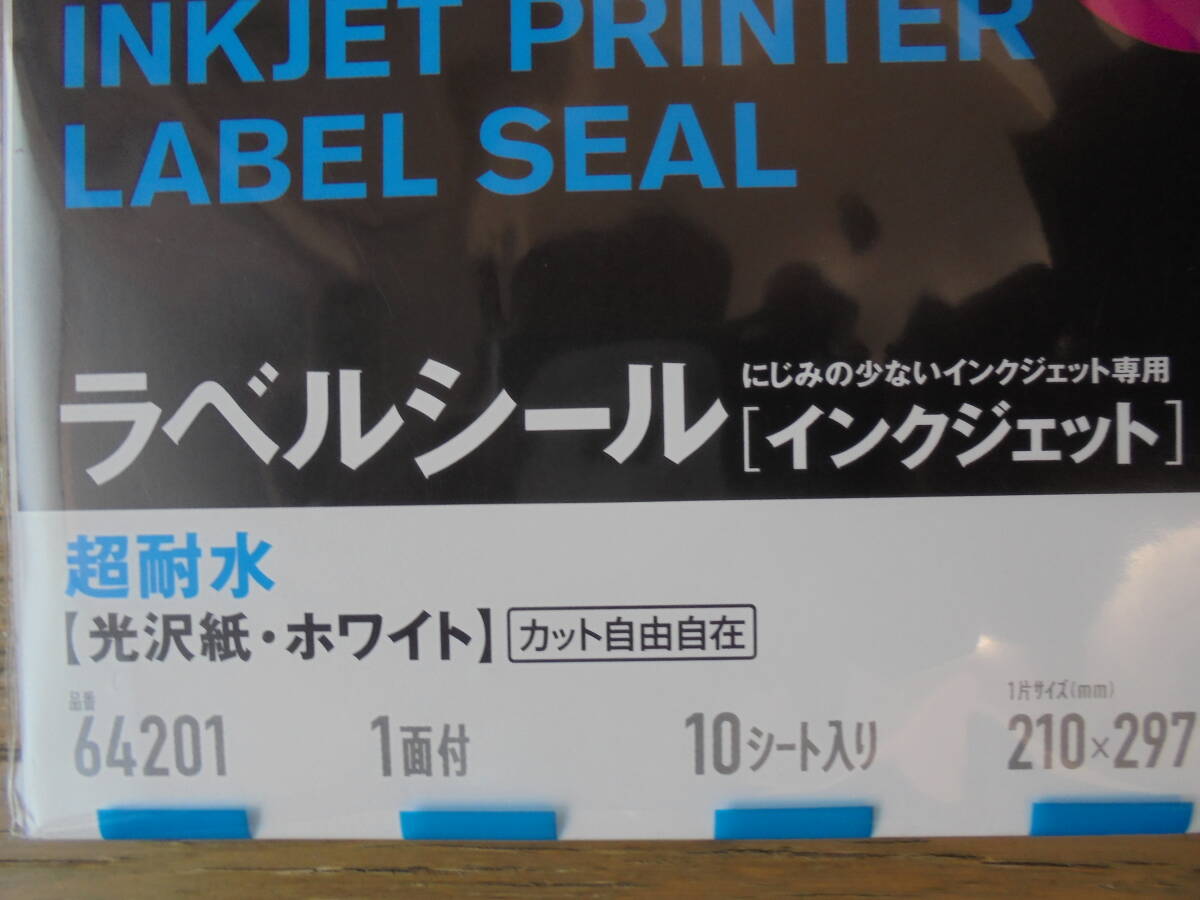 INKJET PRINTER
LABEL SEAL
にじみの少ないインクジェット専用
ラベルシール [インクジェット]
超耐水
【光沢紙・ホワイト】 カット自由自在
品番 1片サイズ(mm)
64201 1面付 10シート入り 210×297